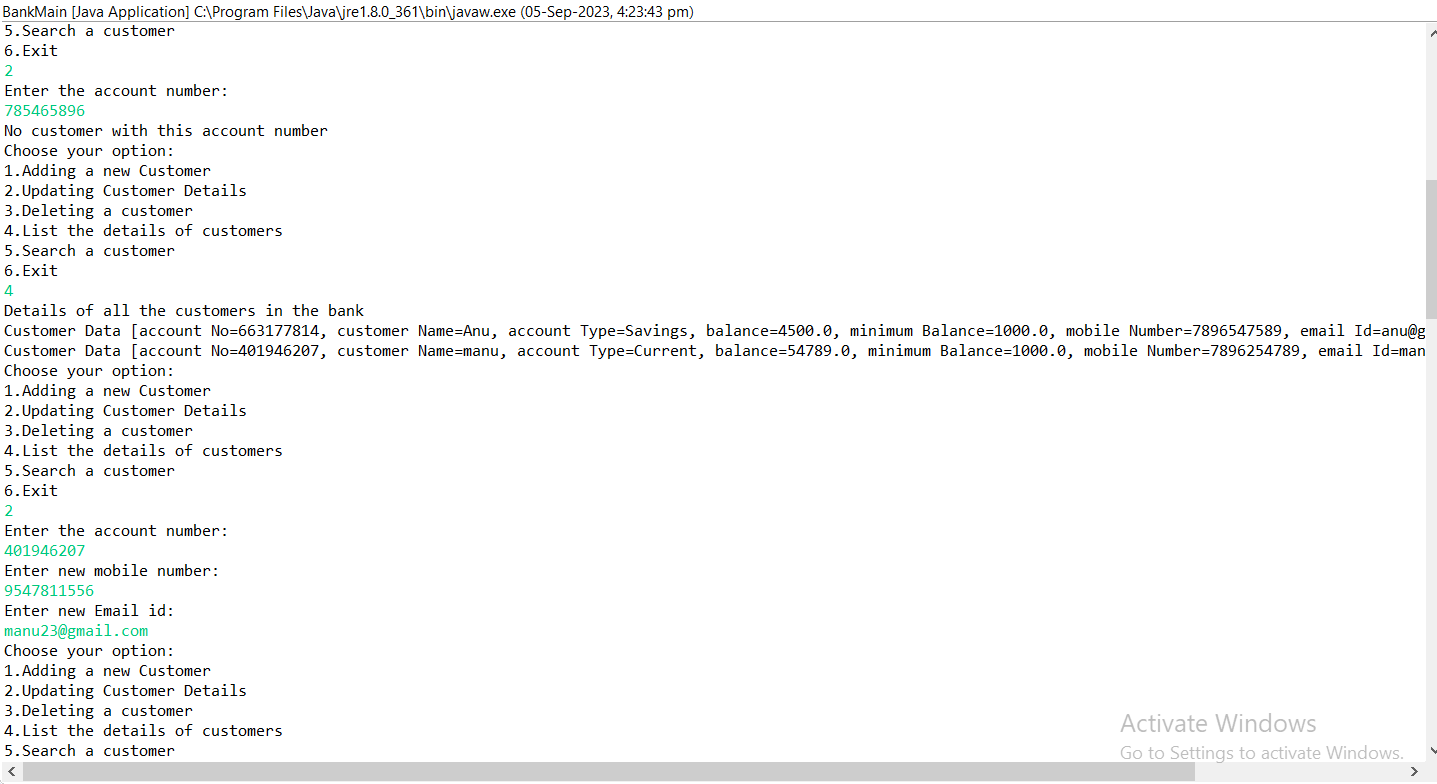 BankMain [Java Application] C:\Program Files\Java\jre1.8.0_361\bin\javaw.exe (05-Sep-2023, 4:23:43 pm)
5.Search a customer
6.Exit
2
Enter the account number:
785465896
No customer with this account number
Choose your option:
1.Adding a new Customer
2.Updating Customer Details
3.Deleting a customer
4.List the details of customers
5.Search a customer
6.Exit
4
Details of all the customers in the bank
Customer Data [account No=663177814, customer Name=Anu, account Type=Savings, balance=4500.0, minimum Balance=1000.0, mobile Number=7896547589, email Id=anu@g
Customer Data [account No=401946207, customer Name=manu, account Type=Current, balance=54789.0, minimum Balance=1000.0, mobile Number=7896254789, email Id=man
Choose your option:
1.Adding a new Customer
2.Updating Customer Details
3.Deleting a customer
4.List the details of customers
5.Search a customer
6.Exit
2
Enter the account number:
401946207
Enter new mobile number:
9547811556
Enter new Email id:
manu23@gmail.com
Choose your option:
1.Adding a new Customer
2.Updating Customer Details
3.Deleting a customer
4.List the details of customers
5.Search a customer
Activate Windows
Go to Settings to activate Windows.